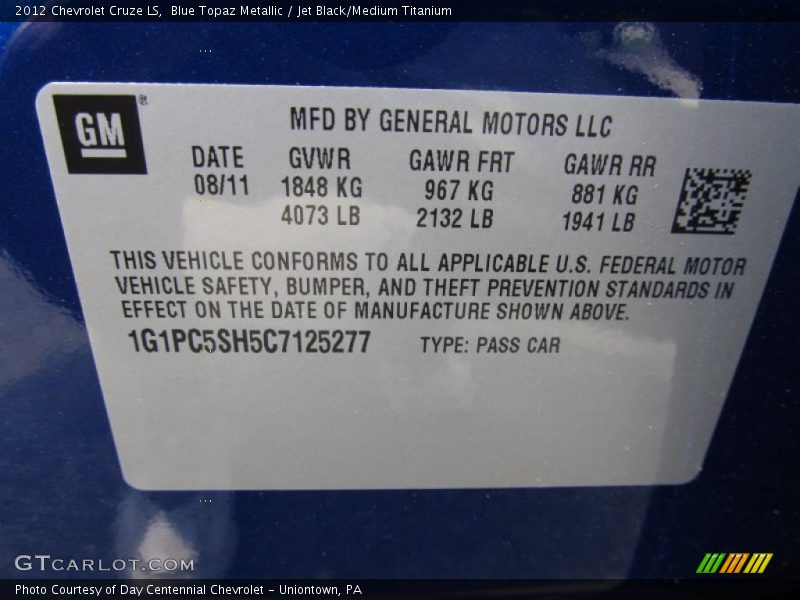 2012 Chevrolet Cruze LS, Blue Topaz Metallic / Jet Black/Medium Titanium
GM ®
MFD BY GENERAL MOTORS LLC
DATE GVWR GAWR FRT GAWR RR
08/11 1848 KG 967 KG 881 KG
4073 LB 2132 LB 1941 LB
THIS VEHICLE CONFORMS TO ALL APPLICABLE U.S. FEDERAL MOTOR
VEHICLE SAFETY, BUMPER, AND THEFT PREVENTION STANDARDS IN
EFFECT ON THE DATE OF MANUFACTURE SHOWN ABOVE.
1G1PC5SH5C7125277 TYPE: PASS CAR
GTCARLOT.COM
Photo Courtesy of Day Centennial Chevrolet - Uniontown, PA